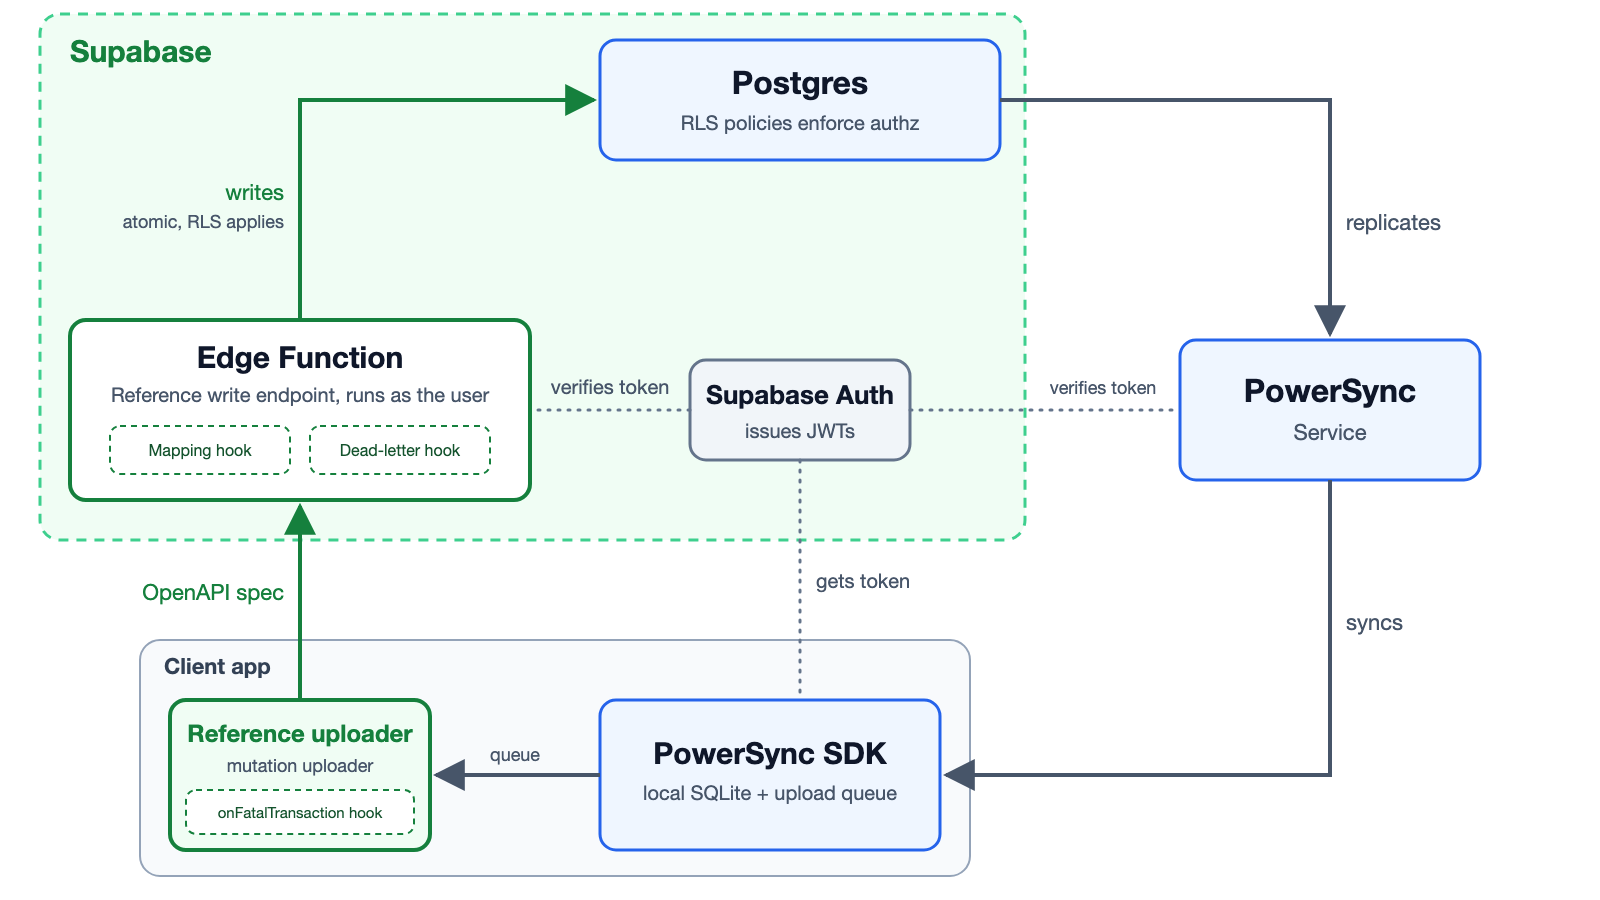 Supabase
Postgres
RLS policies enforce authz
writes
atomic, RLS applies
replicates
Edge Function
Reference write endpoint, runs as the user
Mapping hook
Dead-letter hook
verifies token
Supabase Auth
issues JWTs
verifies token
PowerSync
Service
OpenAPI spec
gets token
syncs
Client app
Reference uploader
mutation uploader
onFatalTransaction hook
queue
PowerSync SDK
local SQLite + upload queue